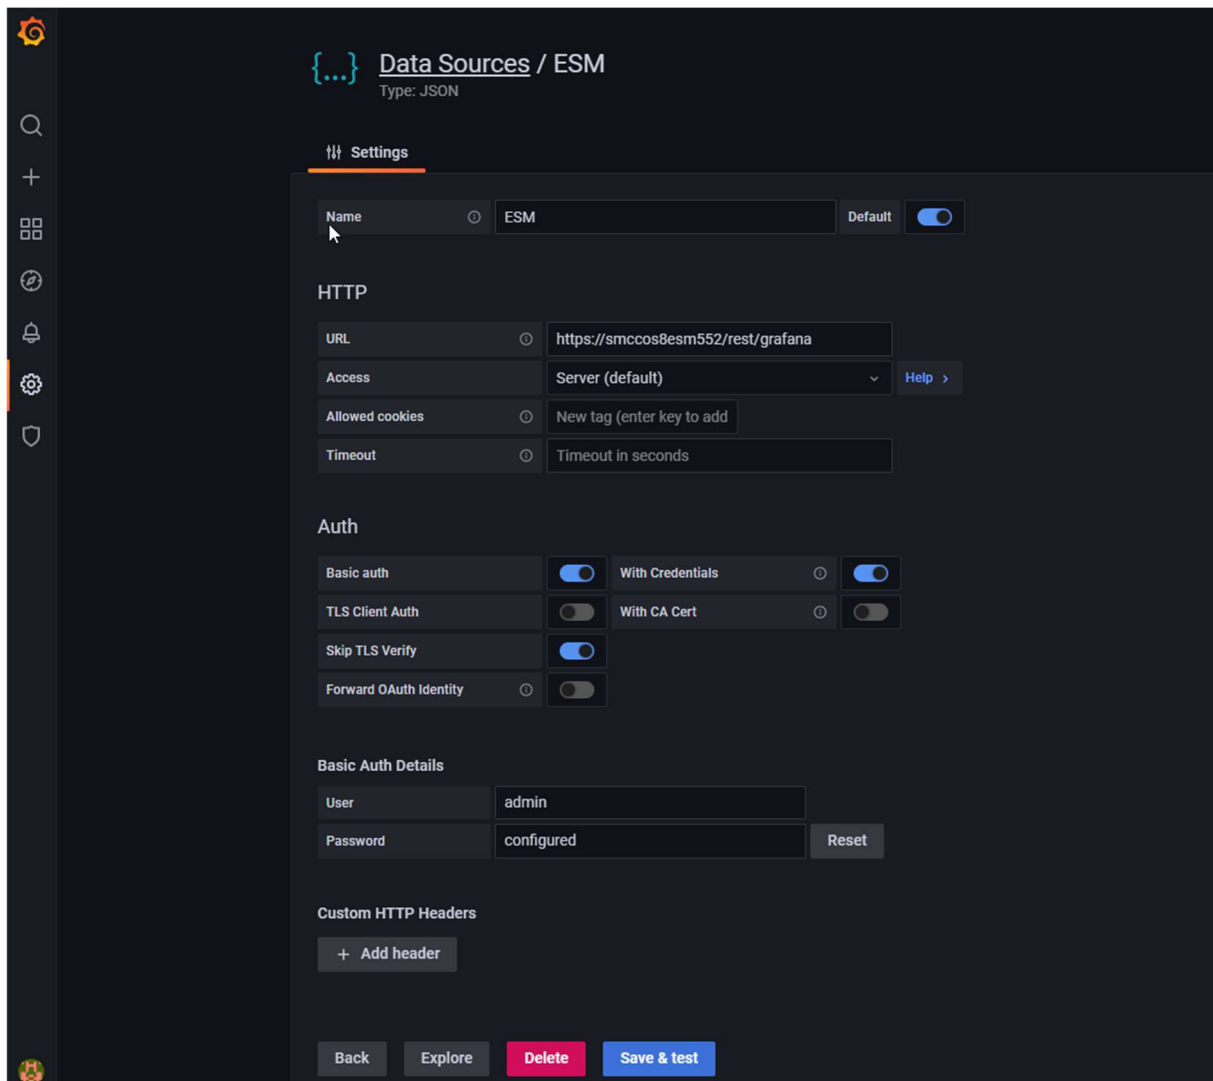 {...} Data Sources / ESM
Type: JSON
Settings
Name ESM Default
HTTP
URL https://smccos8esm552/rest/grafana
Access Server (default) Help >
Allowed cookies New tag (enter key to add
Timeout Timeout in seconds
Auth
Basic auth With Credentials
TLS Client Auth With CA Cert
Skip TLS Verify
Forward OAuth Identity
Basic Auth Details
User admin
Password configured Reset
Custom HTTP Headers
+ Add header
Back Explore Delete Save & test